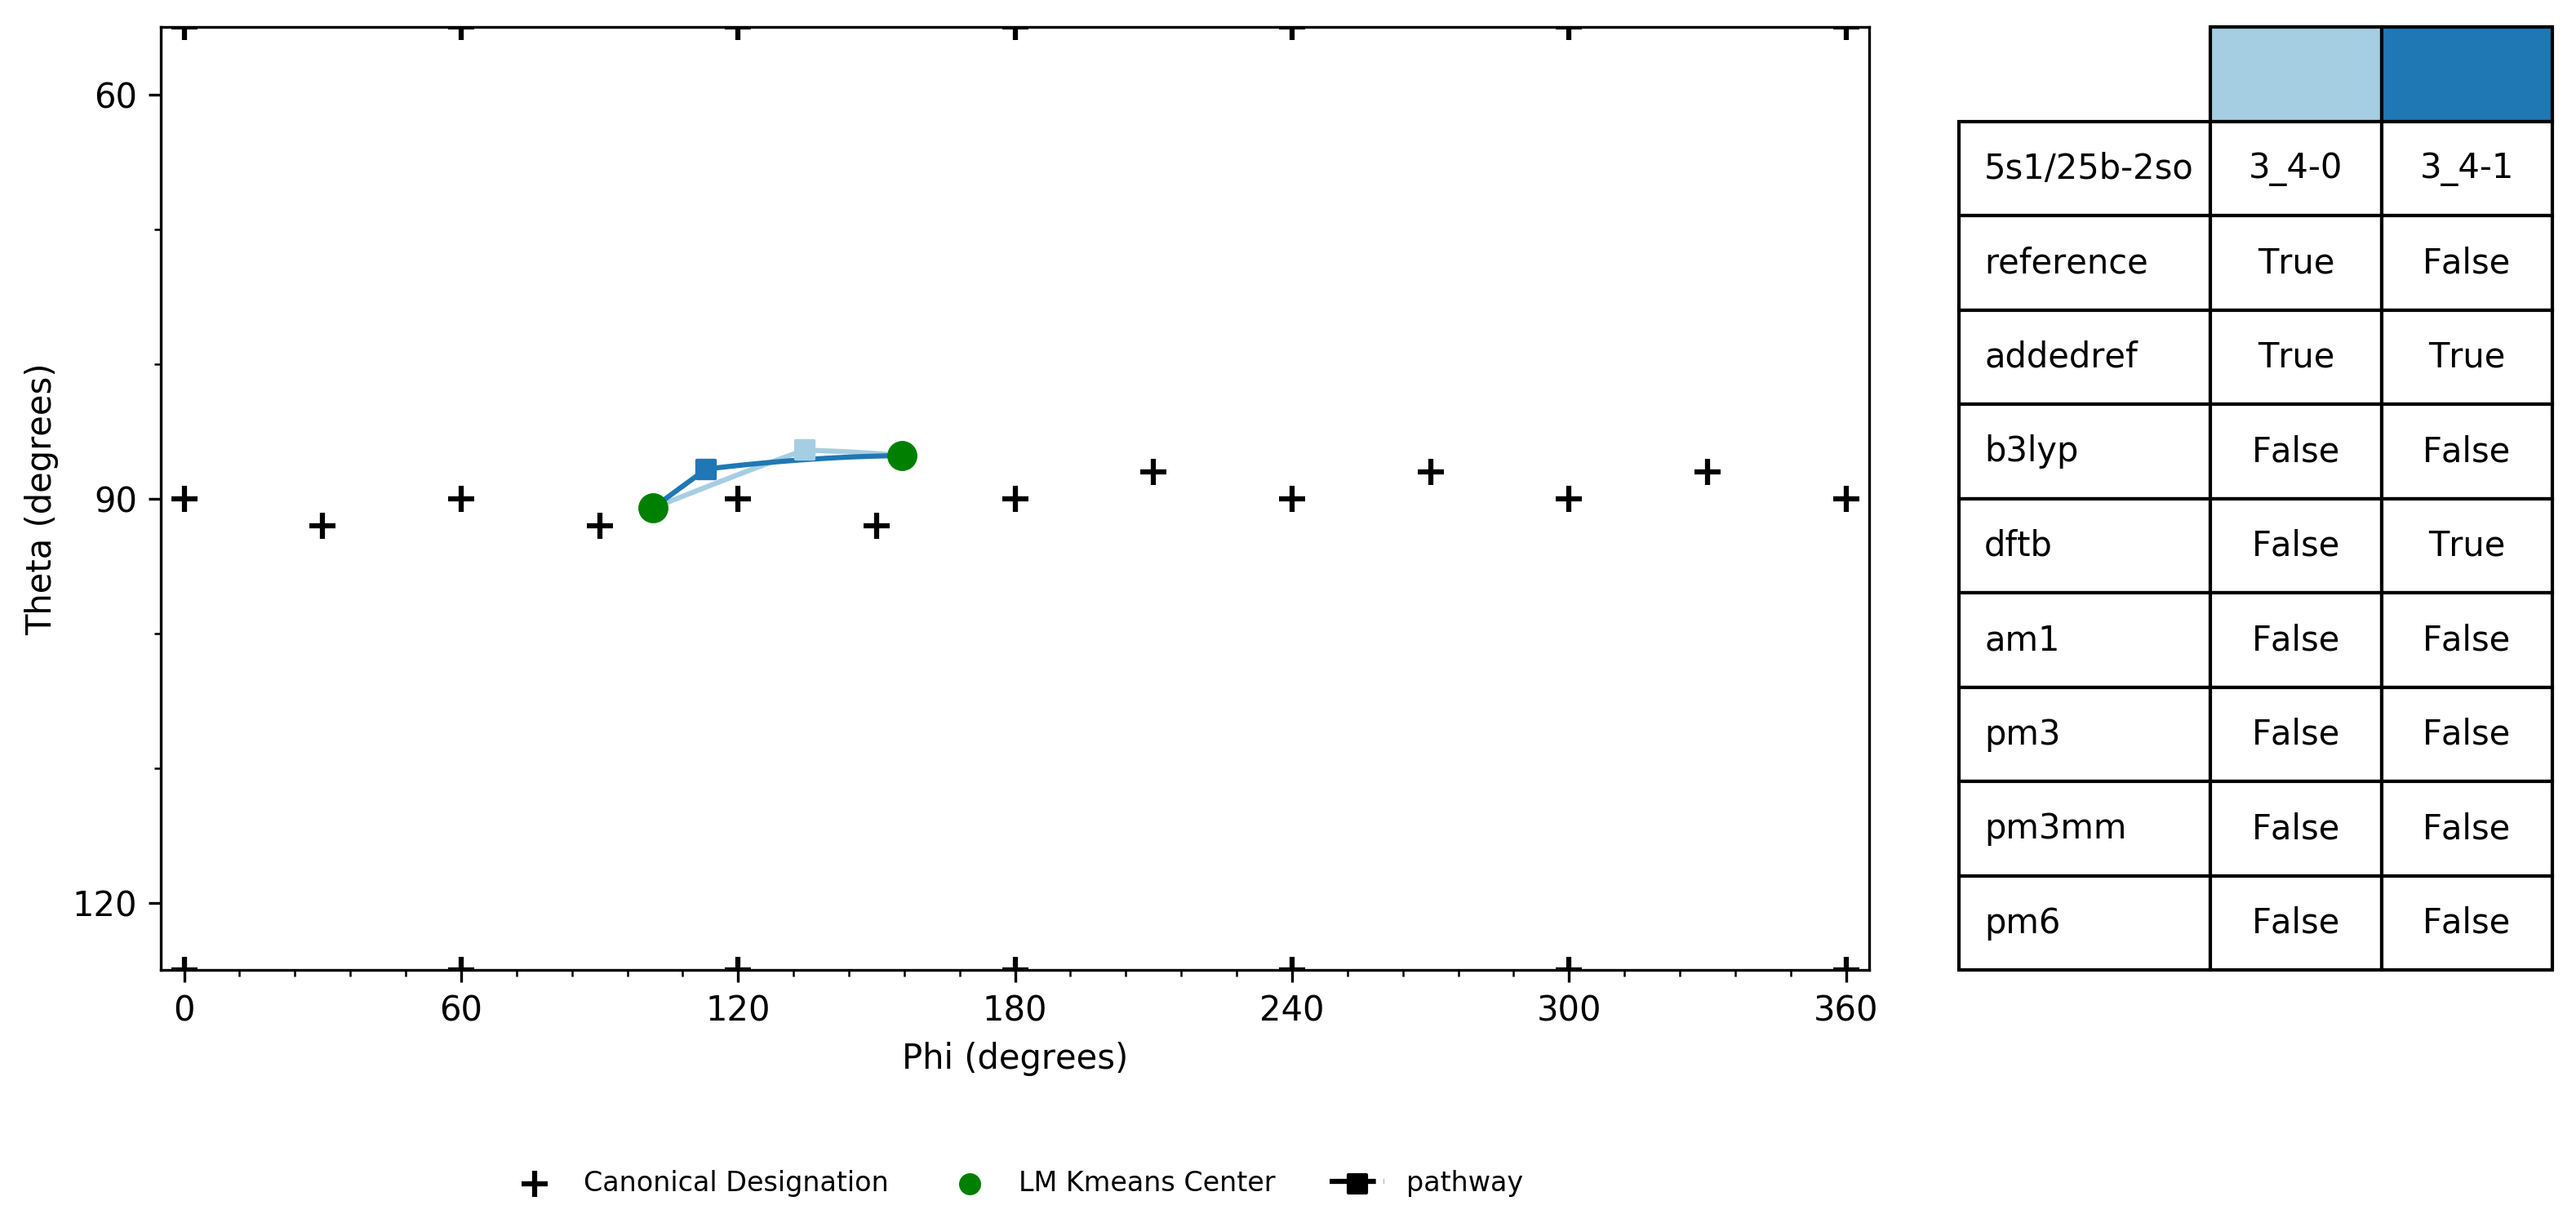 60
90
120
Theta (degrees)
0 60 120 180 240 300 360
Phi (degrees)
Canonical Designation LM Kmeans Center pathway
5s1/25b-2so 3_4-0 3_4-1
reference True False
addedref True True
b3lyp False False
dftb False True
am1 False False
pm3 False False
pm3mm False False
pm6 False False